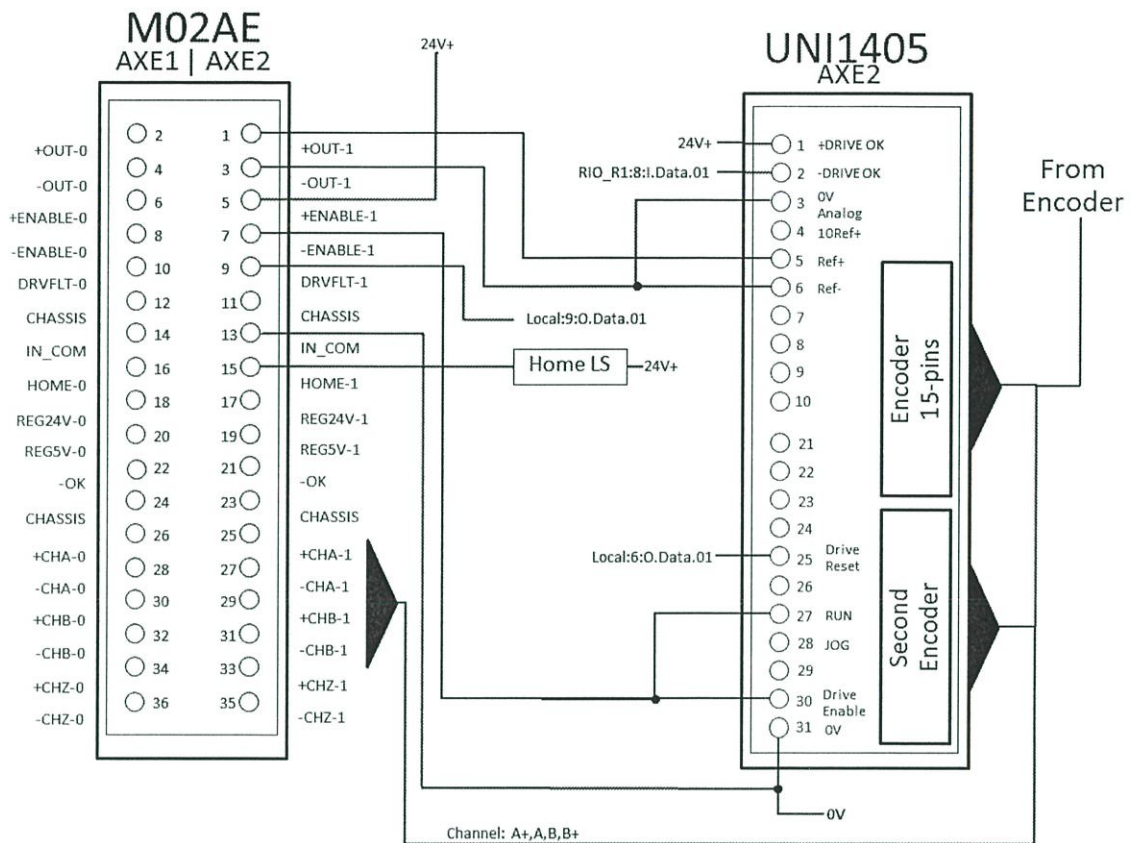 M02AE
AXE1 | AXE2
24V+
UNI1405
AXE2
2
1
+OUT-0
+OUT-1
4
3
-OUT-0
-OUT-1
6
5
+ENABLE-0
+ENABLE-1
8
7
-ENABLE-0
-ENABLE-1
10
9
DRVFLT-0
DRVFLT-1
12
11
CHASSIS
CHASSIS
14
13
IN_COM
IN_COM
16
15
HOME-0
HOME-1
18
17
REG24V-0
REG24V-1
20
19
REG5V-0
REG5V-1
22
21
-OK
-OK
24
23
CHASSIS
CHASSIS
26
25
+CHA-0
+CHA-1
28
27
-CHA-0
-CHA-1
30
29
+CHB-0
+CHB-1
32
31
-CHB-0
-CHB-1
34
33
+CHZ-0
+CHZ-1
36
35
-CHZ-0
-CHZ-1
Local:9:O.Data.01
Home LS
24V+
24V+
1 +DRIVE OK
RIO_R1:8:I.Data.01
2 -DRIVE OK
3 0V
Analog
4 10Ref+
5 Ref+
6 Ref-
7
8
9
10
21
22
23
24
Local:6:O.Data.01
25 Drive
Reset
26
27 RUN
28 JOG
29
30 Drive
Enable
31 0V
Encoder
15-pins
Second
Encoder
From
Encoder
0V
Channel: A+,A,B,B+